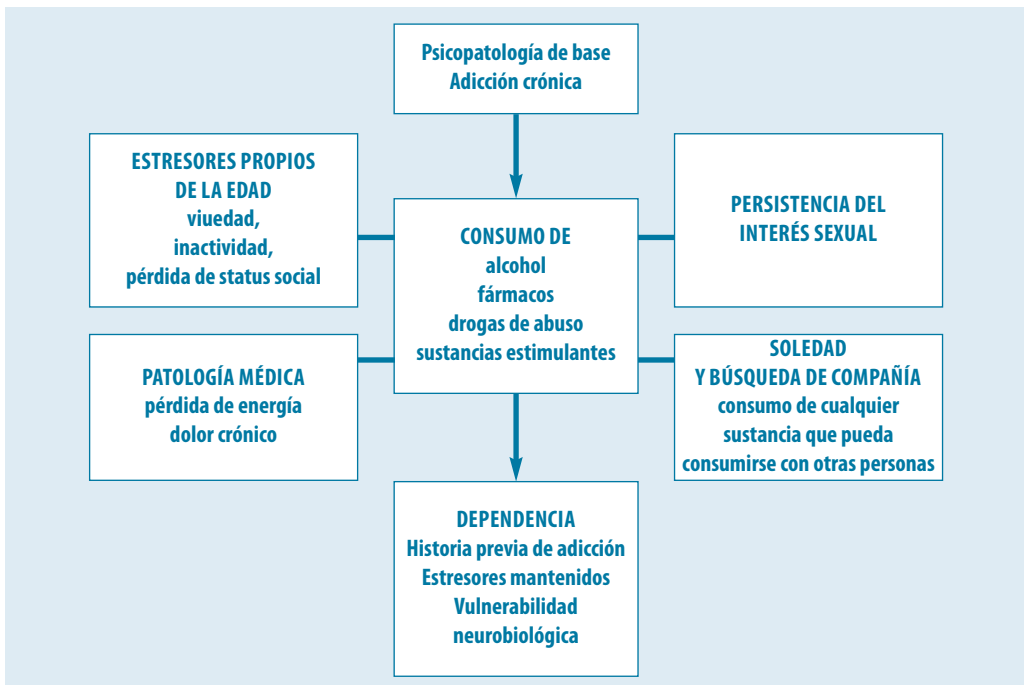 Psicopatología de base
Adicción crónica
ESTRESORES PROPIOS
DE LA EDAD
viuedad,
inactividad,
pérdida de status social
CONSUMO DE
alcohol
fármacos
drogas de abuso
sustancias estimulantes
PERSISTENCIA DEL
INTERÉS SEXUAL
PATOLOGÍA MÉDICA
pérdida de energía
dolor crónico
SOLEDAD
Y BÚSQUEDA DE COMPAÑÍA
consumo de cualquier
sustancia que pueda
consumirse con otras personas
DEPENDENCIA
Historia previa de adicción
Estresores mantenidos
Vulnerabilidad
neurobiológica